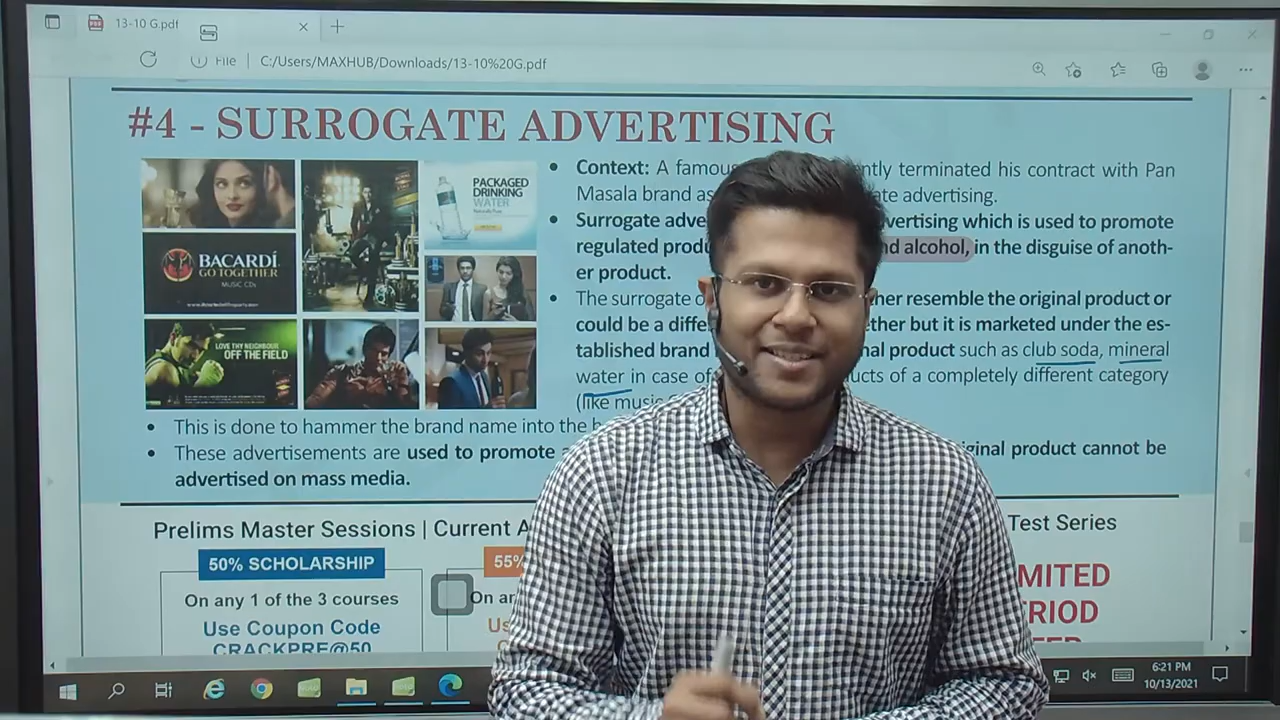 13-10 G.pdf
File
C:/Users/MAXHUB/Downloads/13-10%20G.pdf
#4 - SURROGATE ADVERTISING
PACKAGED
DRINKING
WATER
BACARDI
GO TOGETHER
MUSIC CDs
LOVE THY NEIGHBOUR
OFF THE FIELD
• Context: A famou ntly terminated his contract with Pan
Masala brand as ate advertising.
• Surrogate adve vertising which is used to promote
regulated produ nd alcohol, in the disguise of anoth-
er product.
• The surrogate o her resemble the original product or
could be a diffe ether but it is marketed under the es-
tablished brand nal product such as club soda, mineral
water in case of ucts of a completely different category
(like music
• This is done to hammer the brand name into the b
• These advertisements are used to promote iginal product cannot be
advertised on mass media.
Prelims Master Sessions | Current A Test Series
50% SCHOLARSHIP
On any 1 of the 3 courses
Use Coupon Code
CRACKPRE@50
55%
On an
Us
MITED
RIOD
6:21 PM
10/13/2021